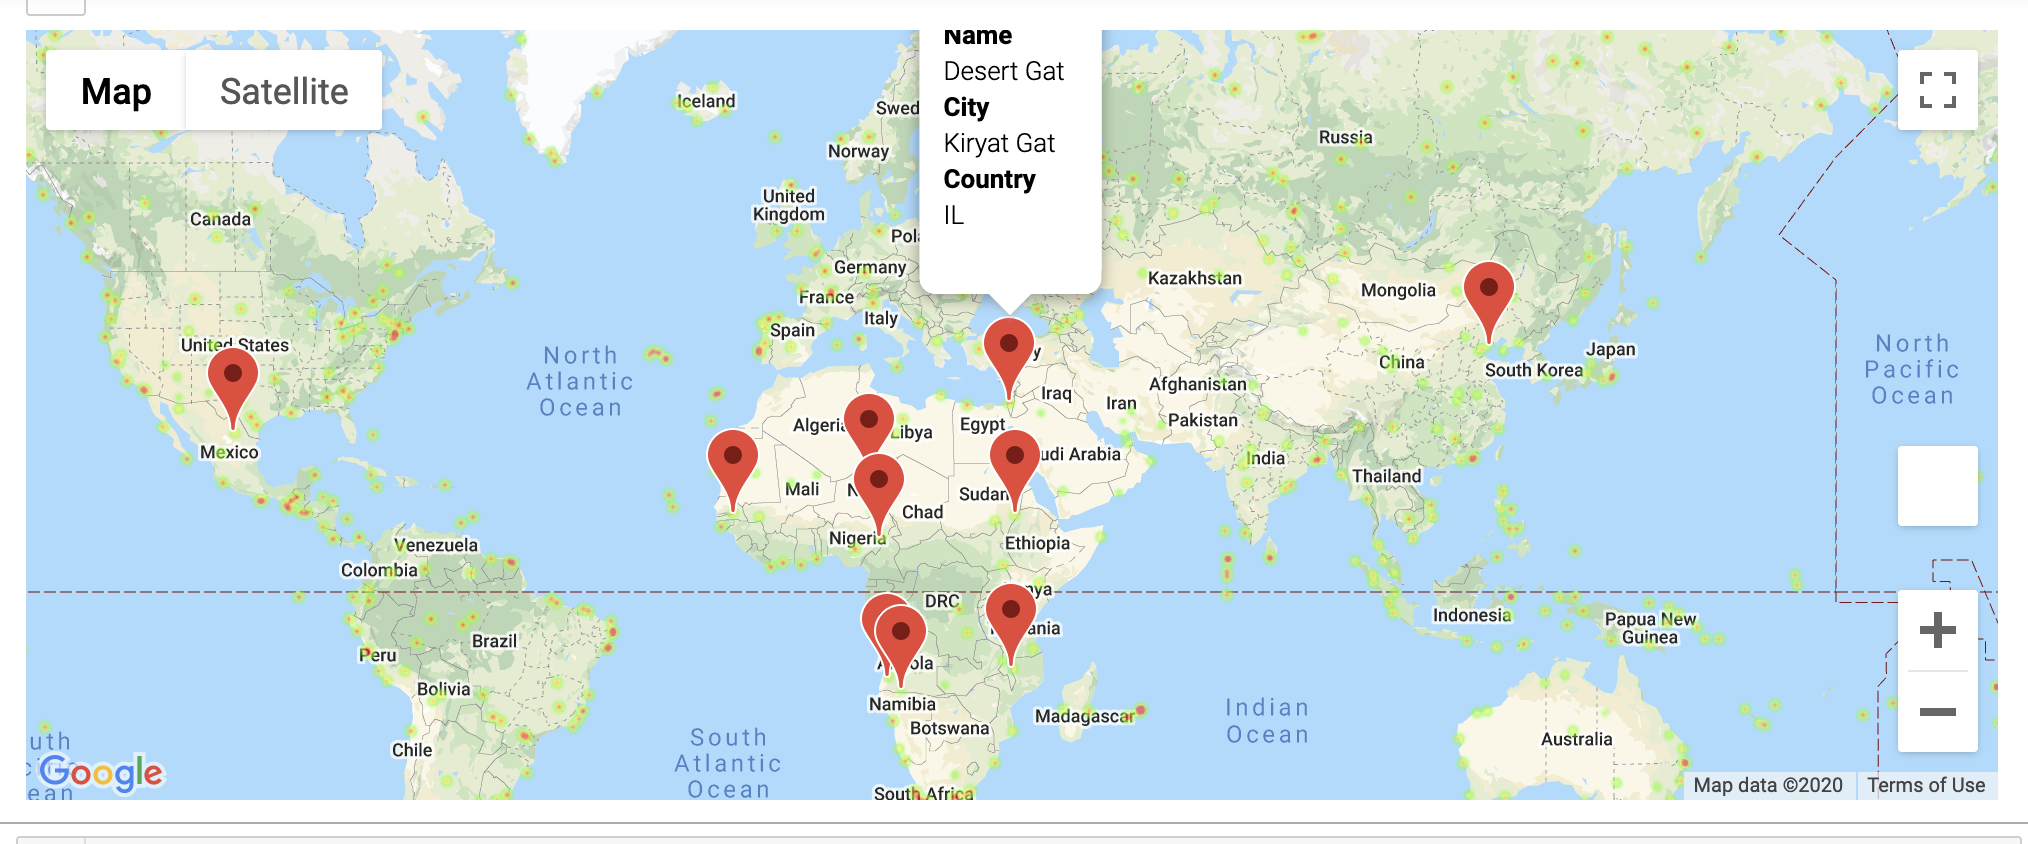 Map
Satellite
Name
Desert Gat
City
Kiryat Gat
Country
IL
Iceland
Swed
Norway
Russia
United
Kingdom
Canada
Pol
Germany
Kazakhstan
Mongolia
France
Italy
Spain
United States
North
Atlantic
Ocean
Japan
China
South Korea
North
Pacific
Ocean
Afghanistan
Iraq
Iran
Pakistan
Algeria
Libya
Egypt
Mexico
udi Arabia
India
Thailand
Mali
N
Sudan
Chad
Nigeria
Ethiopia
Venezuela
Colombia
nya
DRC
Indonesia
Papua New
Guinea
ania
Brazil
Peru
A
ola
Bolivia
Namibia
Madagascar
Botswana
Indian
Ocean
South
Atlantic
Ocean
Chile
Australia
uth
ean
Google
South Africa
Map data ©2020
Terms of Use